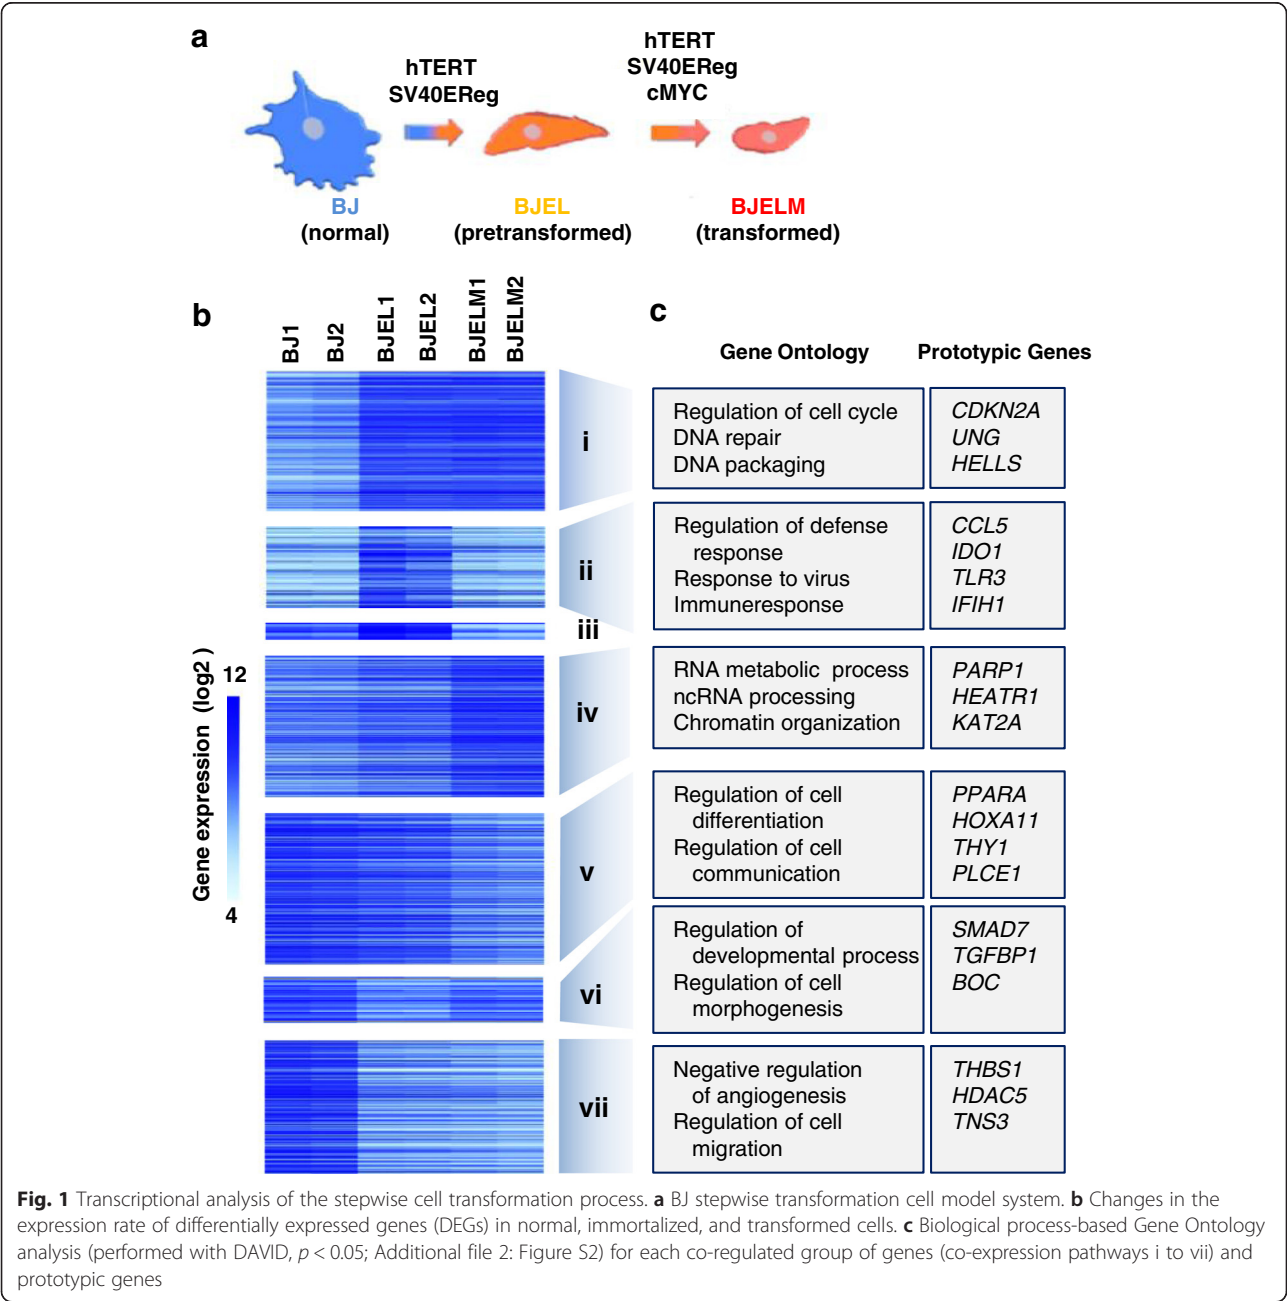 a
hTERT
SV40EReg
hTERT
SV40EReg
cMYC
BJ
(normal)
BJEL
(pretransformed)
BJELM
(transformed)
b
BJ1
BJ2
BJEL1
BJEL2
BJELM1
BJELM2
Gene expression (log2)
12
4
i
ii
iii
iv
v
vi
vii
c
Gene Ontology
Prototypic Genes
Regulation of cell cycle
DNA repair
DNA packaging
CDKN2A
UNG
HELLS
Regulation of defense
response
Response to virus
Immuneresponse
CCL5
IDO1
TLR3
IFIH1
RNA metabolic process
ncRNA processing
Chromatin organization
PARP1
HEATR1
KAT2A
Regulation of cell
differentiation
Regulation of cell
communication
PPARA
HOXA11
THY1
PLCE1
Regulation of
developmental process
Regulation of cell
morphogenesis
SMAD7
TGFBP1
BOC
Negative regulation
of angiogenesis
Regulation of cell
migration
THBS1
HDAC5
TNS3
Fig. 1 Transcriptional analysis of the stepwise cell transformation process. a BJ stepwise transformation cell model system. b Changes in the
expression rate of differentially expressed genes (DEGs) in normal, immortalized, and transformed cells. c Biological process-based Gene Ontology
analysis (performed with DAVID, p < 0.05; Additional file 2: Figure S2) for each co-regulated group of genes (co-expression pathways i to vii) and
prototypic genes